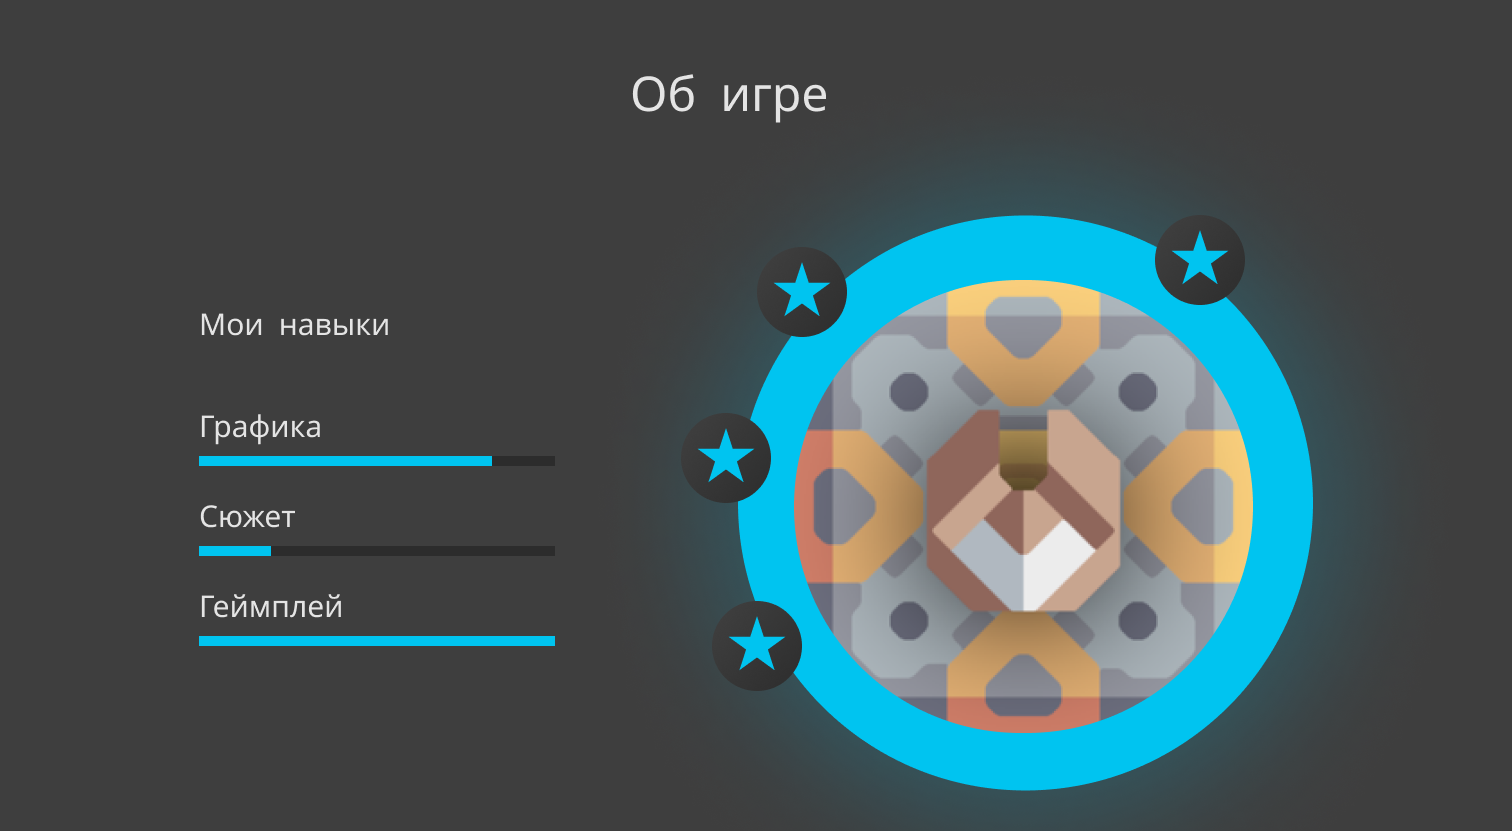 Об игре
Мои навыки
Графика
Сюжет
Геймплей